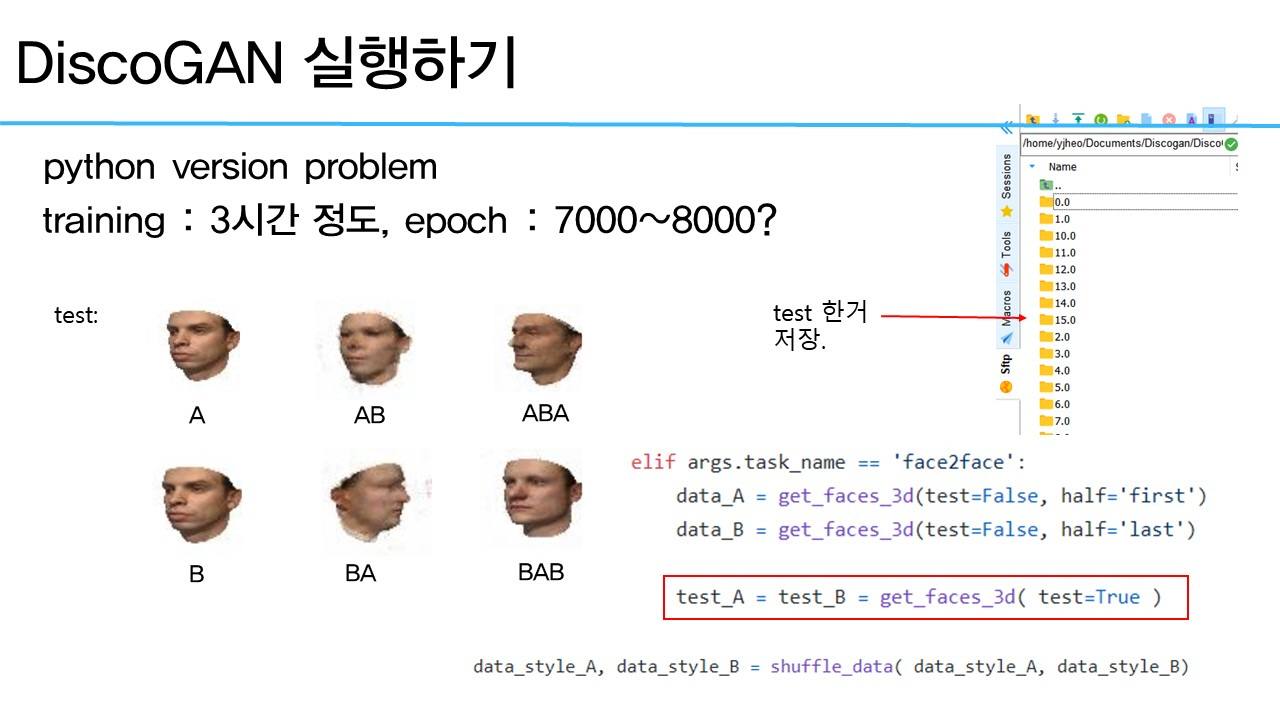 DiscoGAN 실행하기
python version problem
training : 3시간 정도, epoch : 7000~8000?
test:
A
AB
ABA
B
BA
BAB
test 한거
저장.
/home/yjheo/Documents/Discogan/Disco
Name
..
0.0
1.0
10.0
11.0
12.0
13.0
14.0
15.0
2.0
3.0
4.0
5.0
6.0
7.0
Sessions
Tools
Macros
Sftp
elif args.task_name == 'face2face':
data_A = get_faces_3d(test=False, half='first')
data_B = get_faces_3d(test=False, half='last')
test_A = test_B = get_faces_3d( test=True )
data_style_A, data_style_B = shuffle_data( data_style_A, data_style_B)